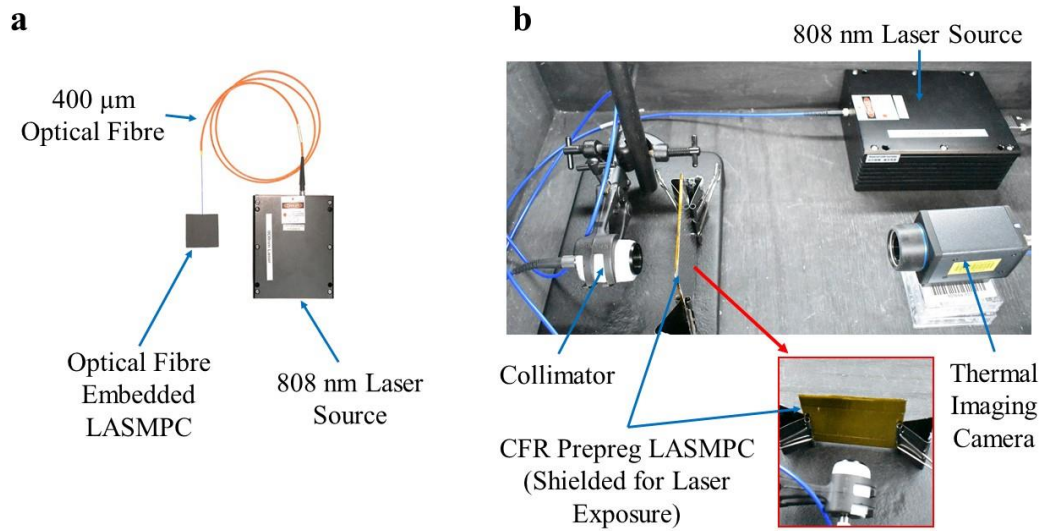 a
400 µm
Optical Fibre
Optical Fibre
Embedded
LASMPC
808 nm Laser
Source
b
808 nm Laser Source
Collimator
CFR Prepreg LASMPC
(Shielded for Laser
Exposure)
Thermal
Imaging
Camera